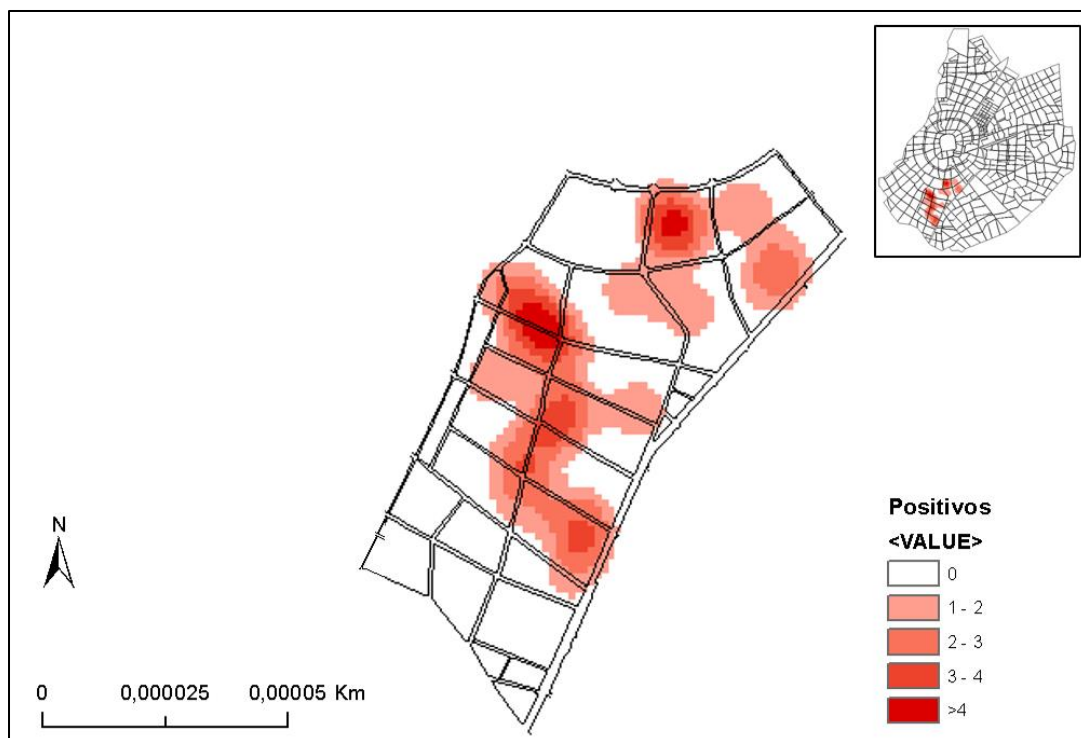 N
0 0,000025 0,00005 Km
Positivos
<VALUE>
0
1 - 2
2 - 3
3 - 4
>4